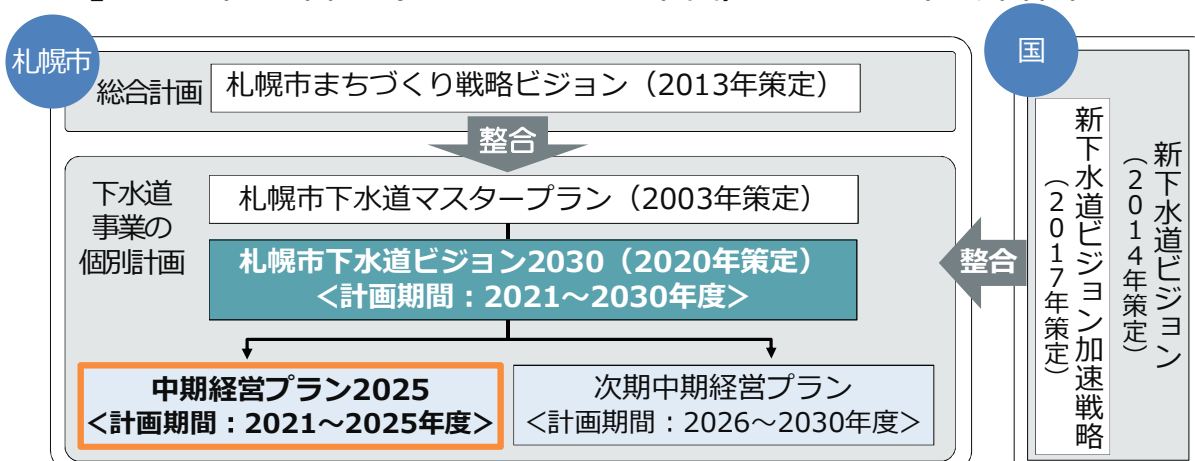 札幌市
総合計画
札幌市まちづくり戦略ビジョン（2013年策定）
整合
下水道
事業の
個別計画
札幌市下水道マスタープラン（2003年策定）
札幌市下水道ビジョン2030（2020年策定）
＜計画期間：2021～2030年度＞
中期経営プラン2025
＜計画期間：2021～2025年度＞
次期中期経営プラン
＜計画期間：2026～2030年度＞
整合
国
新下水道ビジョン
（2014年策定）
新下水道ビジョン加速戦略
（2017年策定）